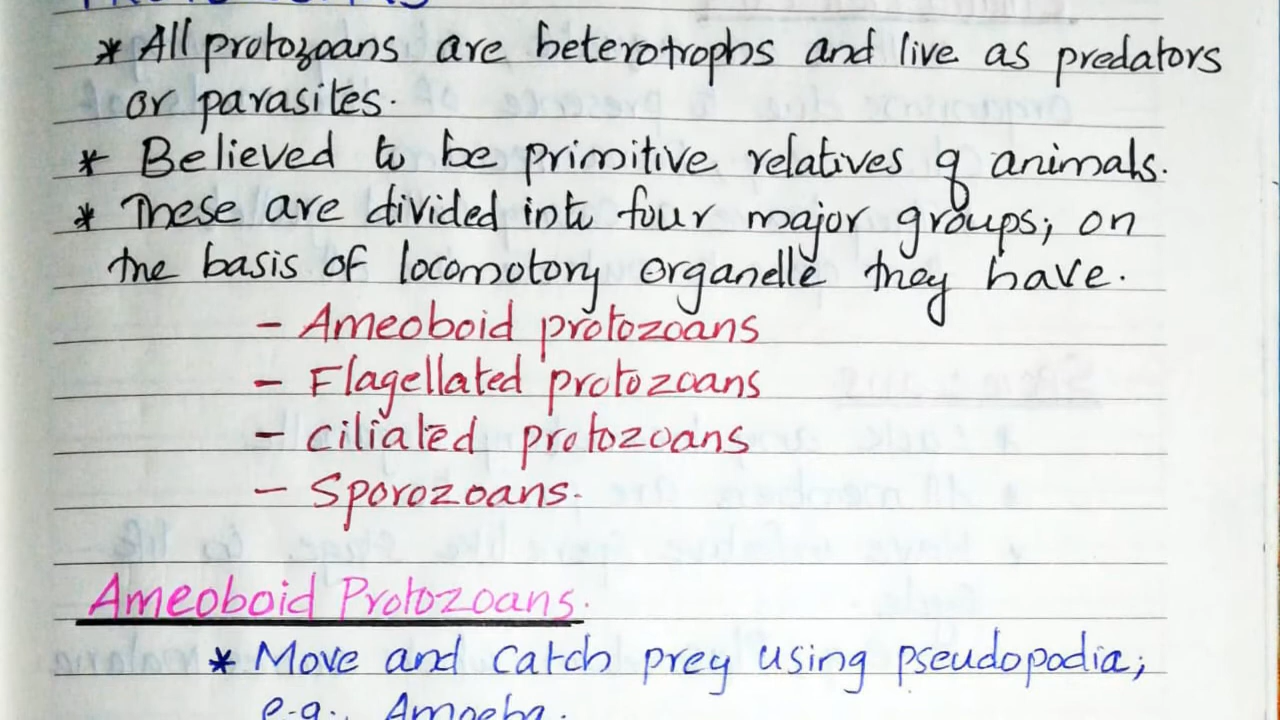 * All protozoans are heterotrophs and live as predators
or parasites.
* Believed to be primitive relatives of animals.
* These are divided into four major groups; on
the basis of locomotory organelle they have.
- Ameoboid protozoans
- Flagellated protozoans
- ciliated protozoans
- Sporozoans.
Ameoboid Protozoans.
* Move and catch prey using pseudopodia;
e.g., Amoeba.